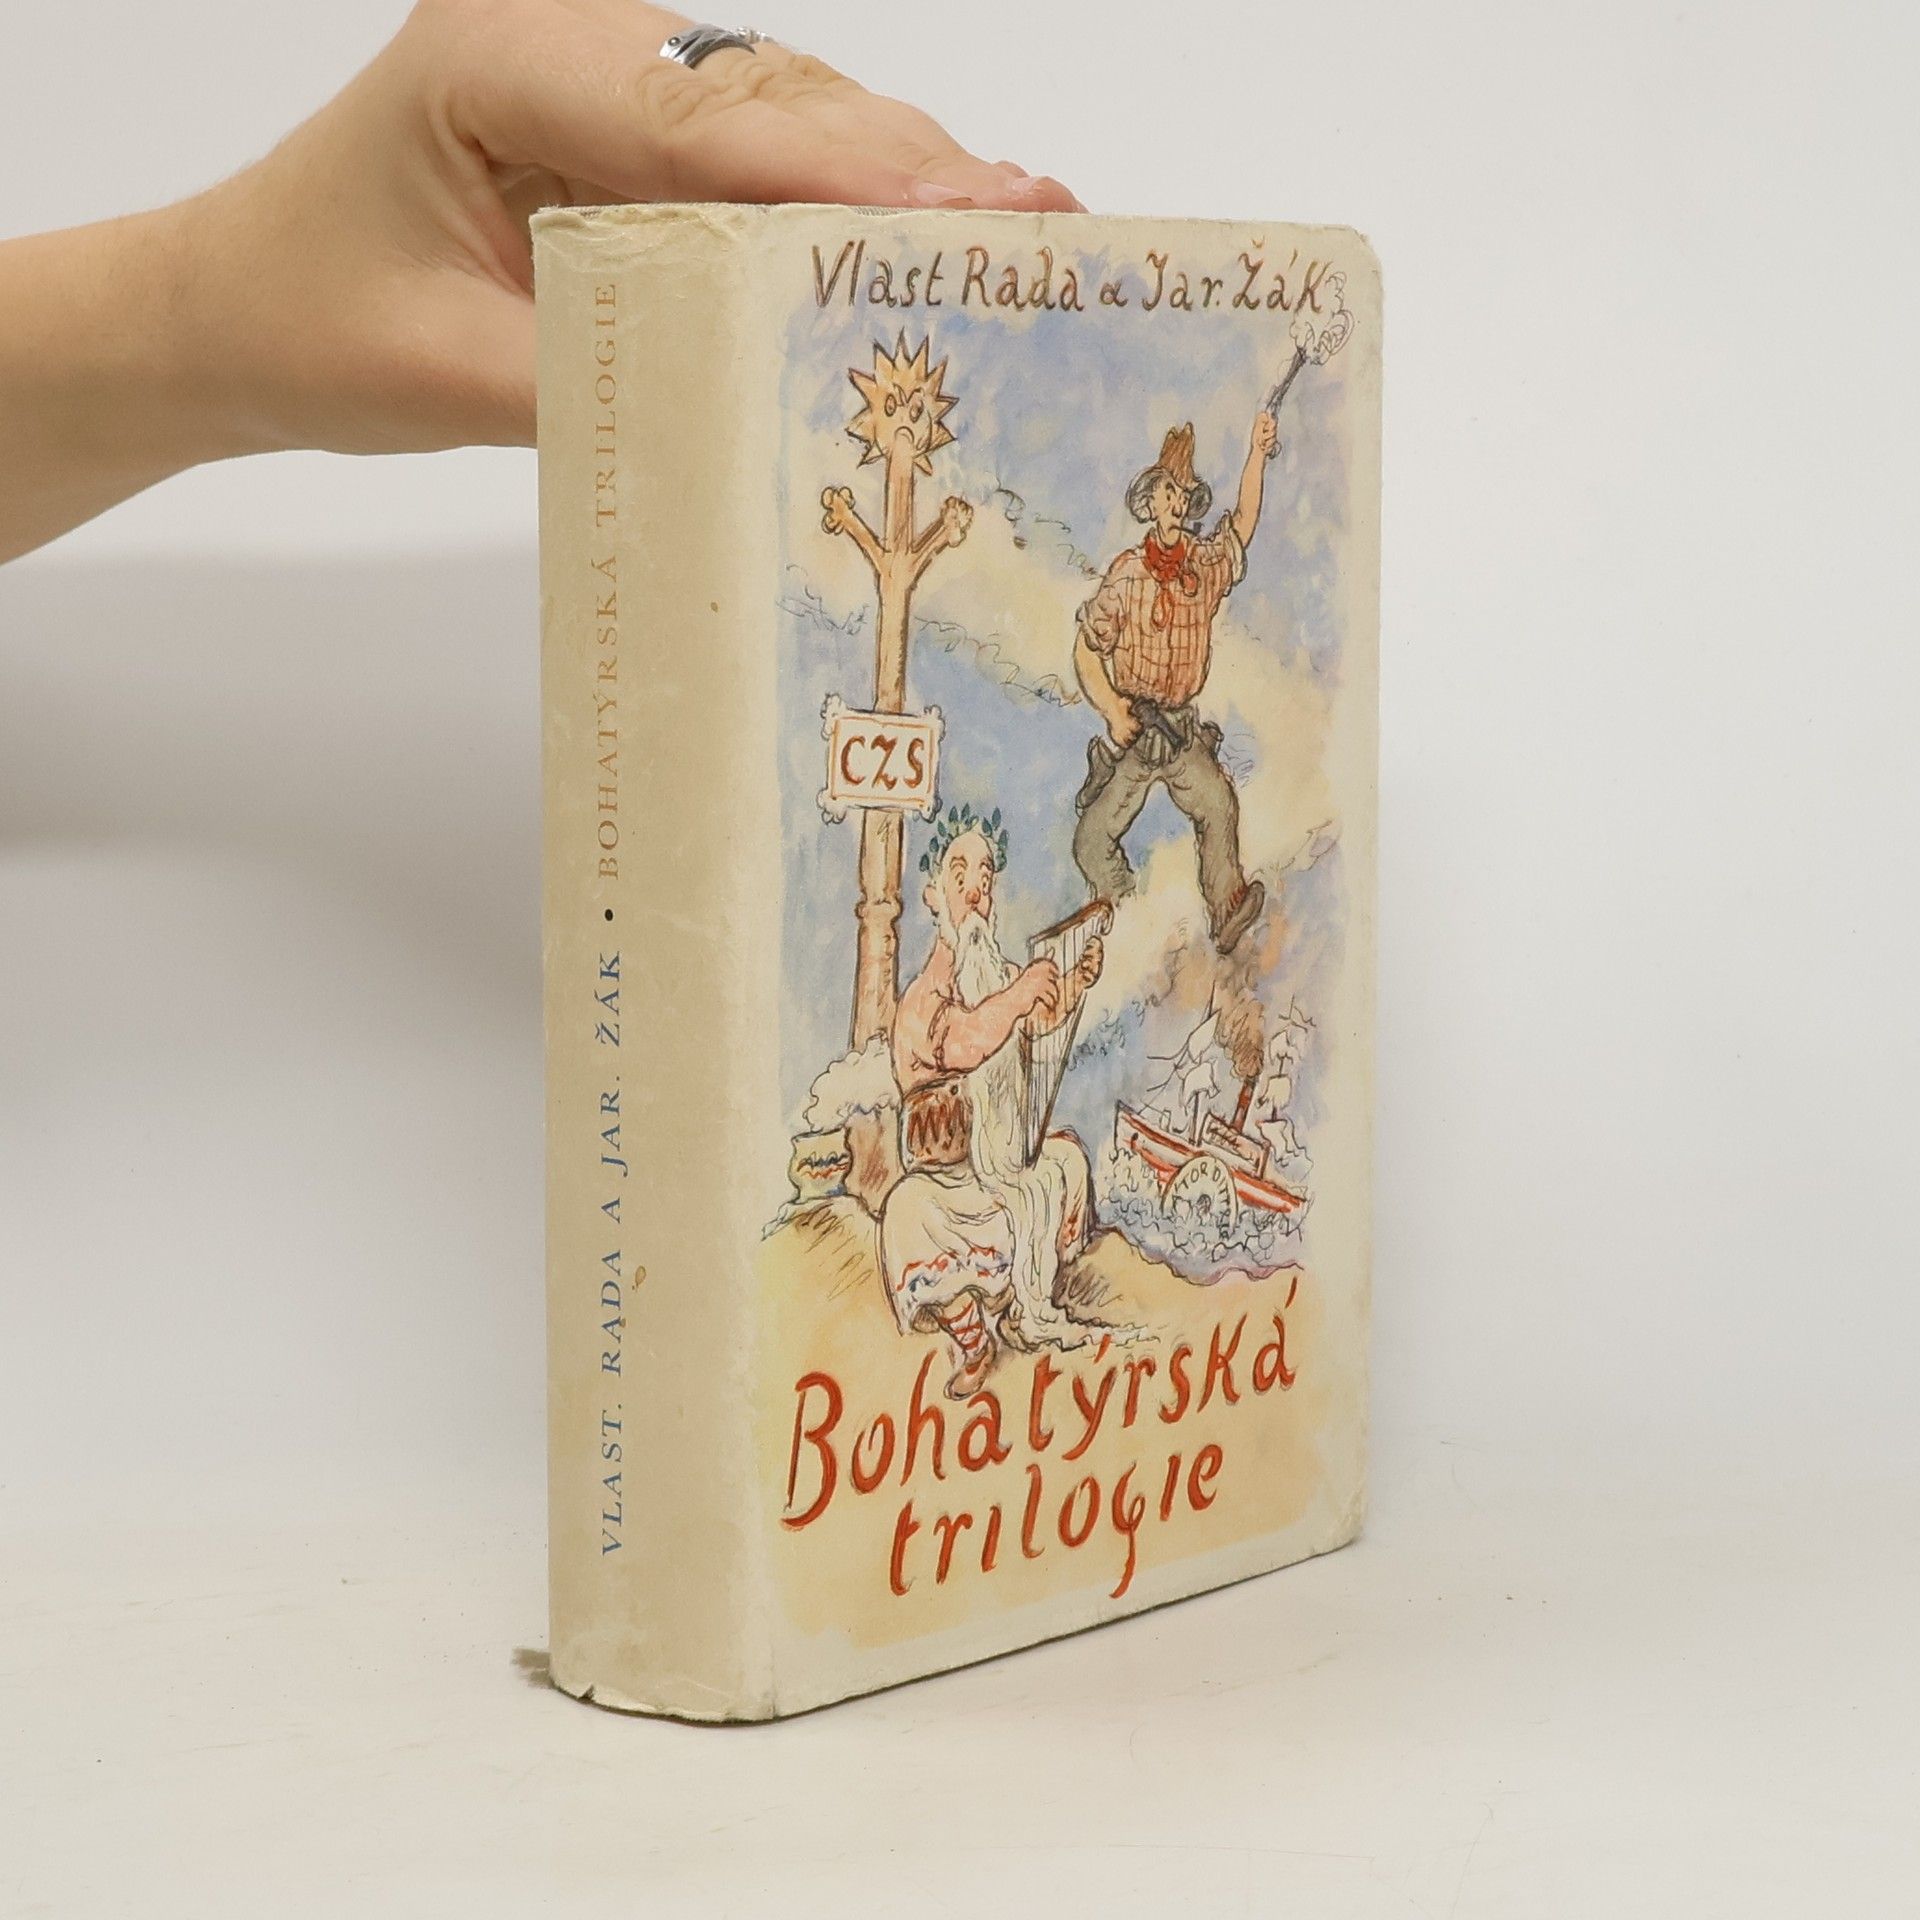 VLAST. RADA A JAR. ŽÁK • BOHATÝRSKÁ TRILOGIE
Vlast Rada a Jar. Žák
CZS
Bohatýrská
trilogie